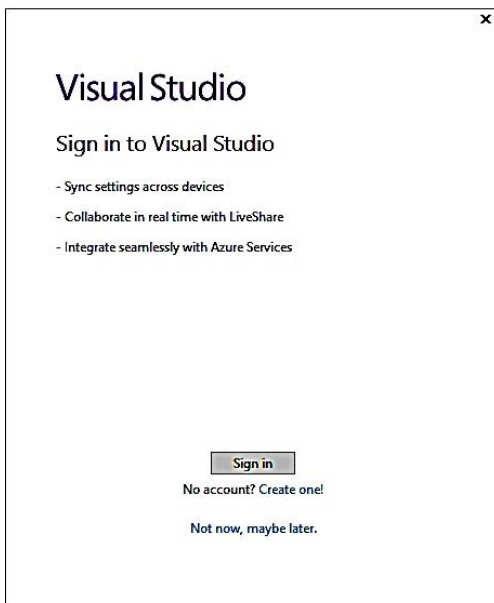 Visual Studio
Sign in to Visual Studio
- Sync settings across devices
- Collaborate in real time with LiveShare
- Integrate seamlessly with Azure Services
Sign in
No account? Create one!
Not now, maybe later.